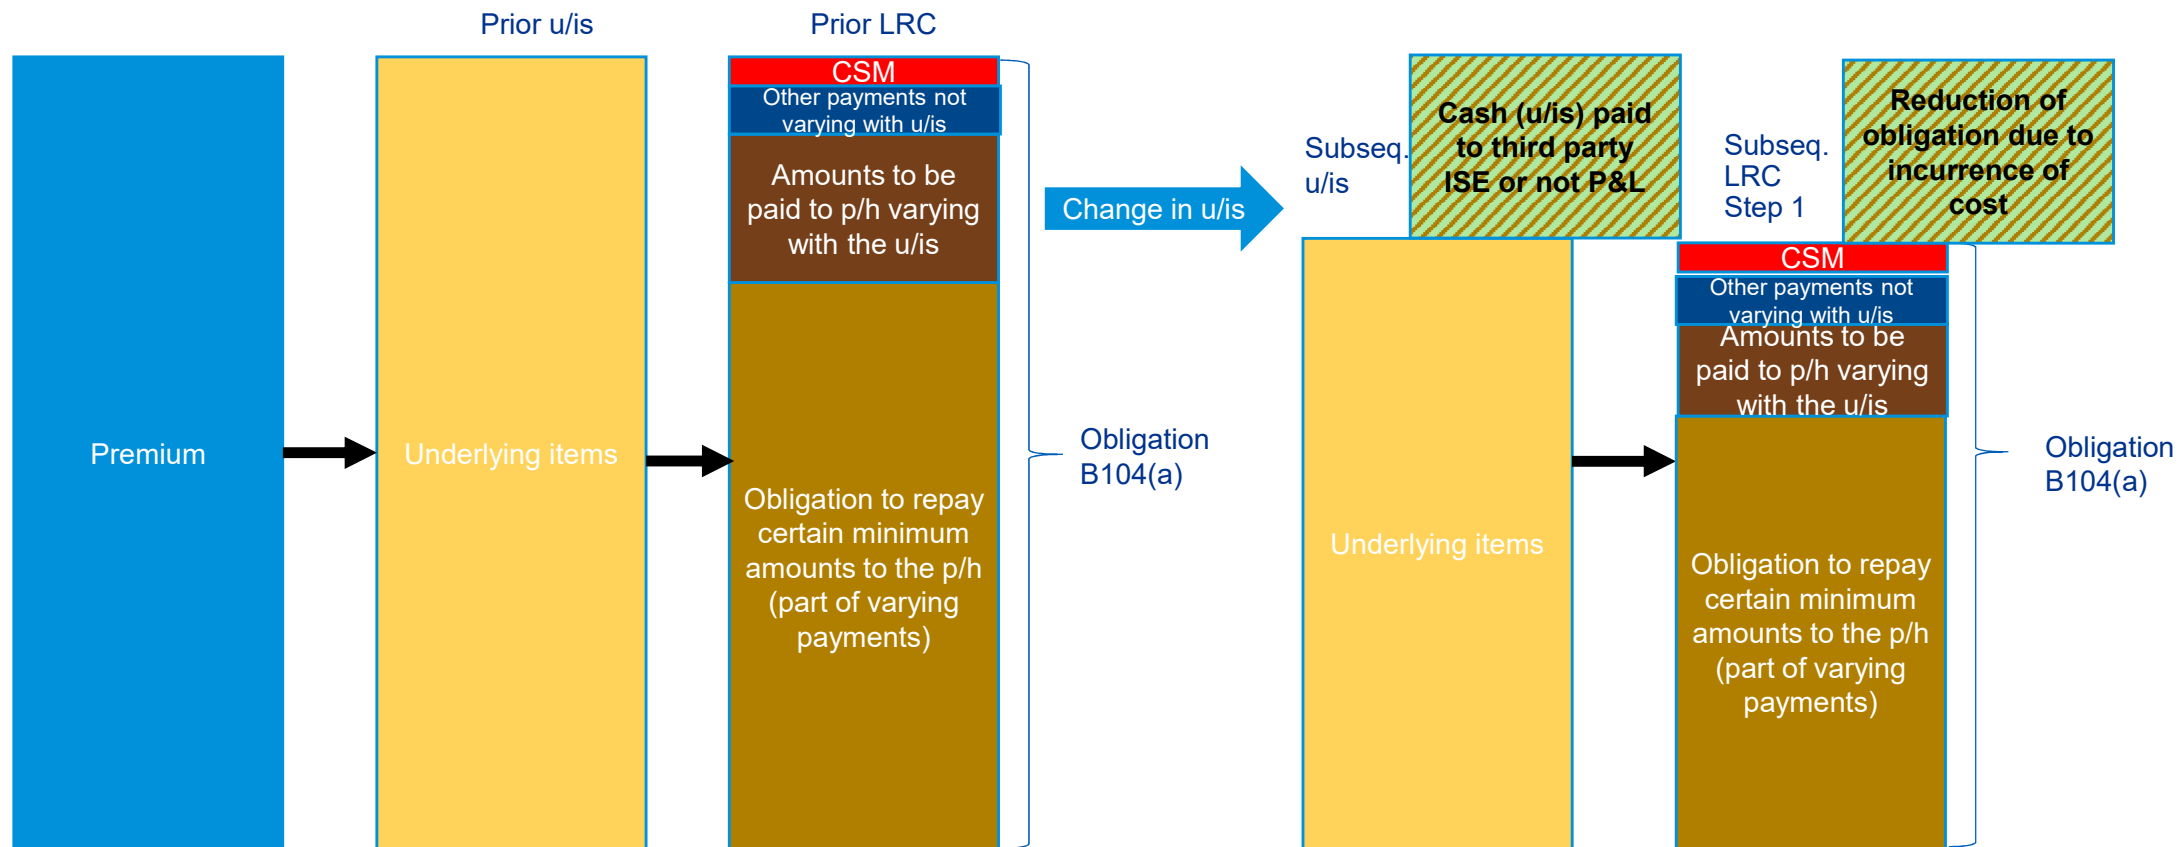 Prior u/is
Prior LRC
Premium
Underlying items
CSM
Other payments not
varying with u/is
Amounts to be
paid to p/h varying
with the u/is
Obligation to repay
certain minimum
amounts to the p/h
(part of varying
payments)
Obligation
B104(a)
Change in u/is
Subseq.
u/is
Cash (u/is) paid
to third party
ISE or not P&L
Underlying items
Subseq.
LRC
Step 1
Reduction of
obligation due to
incurrence of
cost
CSM
Other payments not
varying with u/is
Amounts to be
paid to p/h varying
with the u/is
Obligation to repay
certain minimum
amounts to the p/h
(part of varying
payments)
Obligation
B104(a)